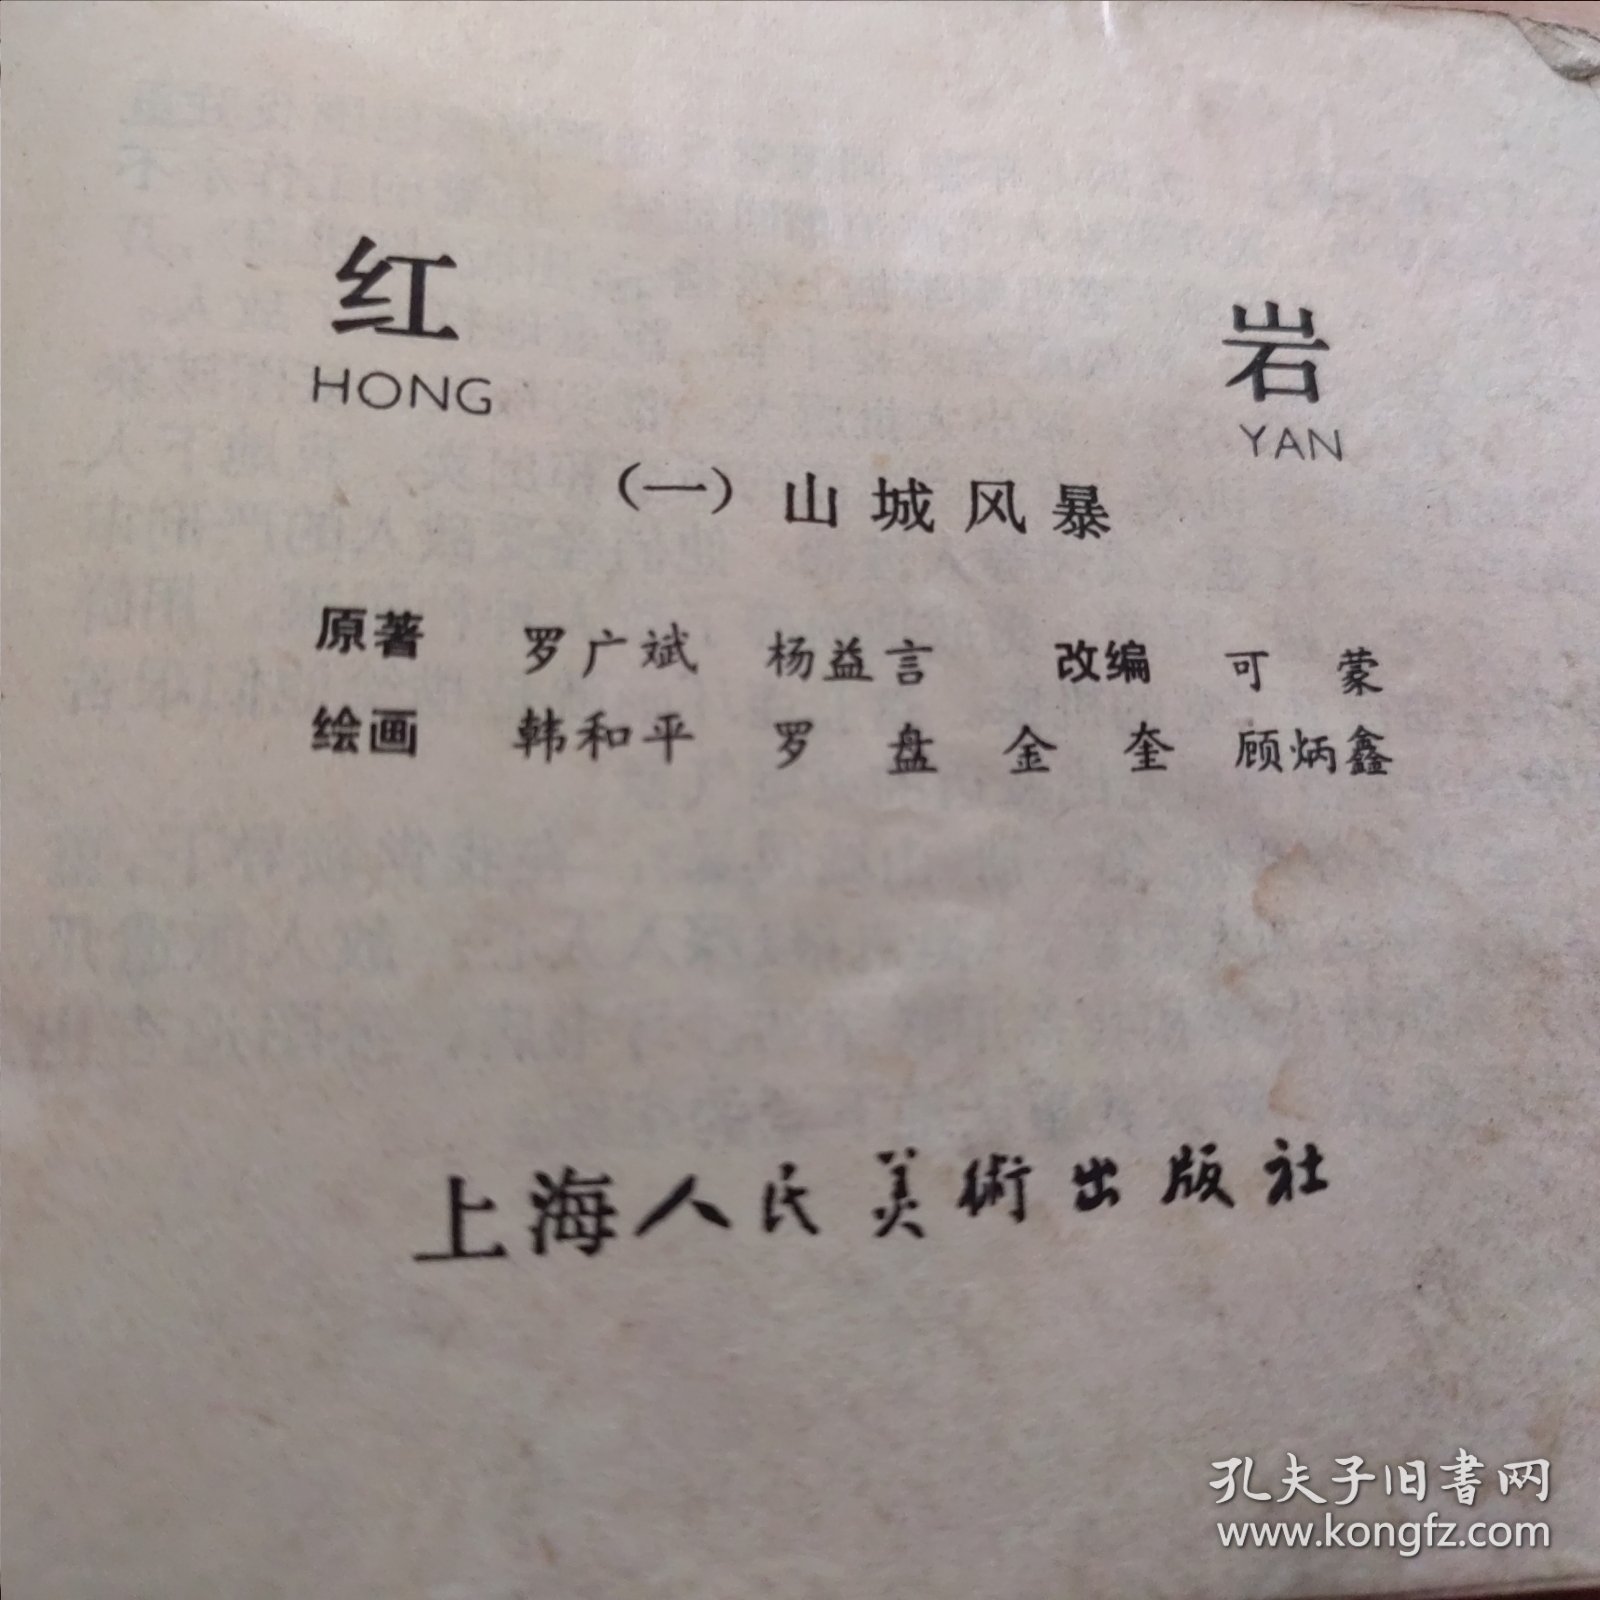 红 岩
HONG YAN
（一）山城风暴
原著 罗广斌 杨益言 改编 可 蒙
绘画 韩和平 罗 盘 金 奎 顾炳鑫
上海人民美術出版社
孔夫子旧書网
www.kongfz.com